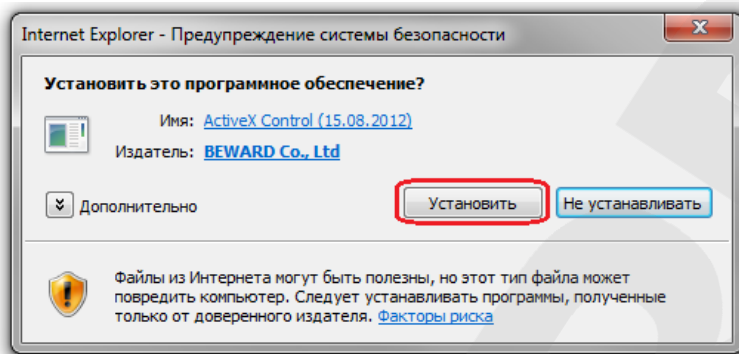 Internet Explorer - Предупреждение системы безопасности
Установить это программное обеспечение?
Имя: ActiveX Control (15.08.2012)
Издатель: BEWARD Co., Ltd
Дополнительно
Установить
Не устанавливать
Файлы из Интернета могут быть полезны, но этот тип файла может
повредить компьютер. Следует устанавливать программы, полученные
только от доверенного издателя. Факторы риска